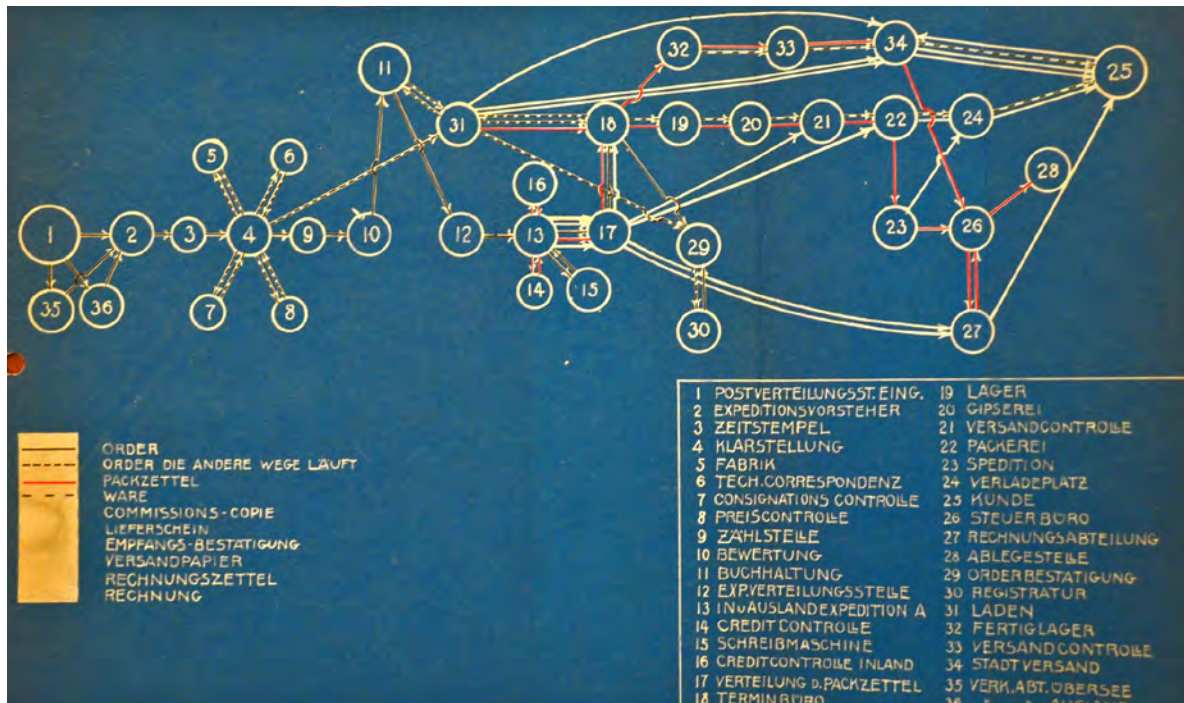 32 33 34
11 25
31 18 19 20 21 22 24
5 6 28
16
1 2 3 4 9 10 12 13 17 29 23 26
35 36 7 8 14 15
30 27
ORDER
ORDER DIE ANDERE WEGE LÄUFT
PACKZETTEL
WARE
COMMISSIONS-COPIE
LIEFERSCHEIN
EMPFANGS-BESTÄTIGUNG
VERSANDPAPIER
RECHNUNGSZETTEL
RECHNUNG
1 POSTVERTEILUNGSST. EING.
2 EXPEDITIONSVORSTEHER
3 ZEITSTEMPEL
4 KLARSTELLUNG
5 FABRIK
6 TECH. CORRESPONDENZ
7 CONSIGNATIONS CONTROLLE
8 PREISCONTROLLE
9 ZÄHLSTELLE
10 BEWERTUNG
11 BUCHHALTUNG
12 EXP.VERTEILUNGSSTELLE
13 IN U AUSLANDEXPEDITION A
14 CREDIT CONTROLLE
15 SCHREIBMASCHINE
16 CREDITCONTROLLE INLAND
17 VERTEILUNG D. PACKZETTEL
18 TERMINBÜRO
19 LAGER
20 GIPSEREI
21 VERSANDCONTROLLE
22 PACKEREI
23 SPEDITION
24 VERLADEPLATZ
25 KUNDE
26 STEUER BÜRO
27 RECHNUNGSABTEILUNG
28 ABLEGESTELLE
29 ORDERBESTÄTIGUNG
30 REGISTRATUR
31 LADEN
32 FERTIGLAGER
33 VERSANDCONTROLLE
34 STADTVERSAND
35 VERK. ABT. ÜBERSEE
36